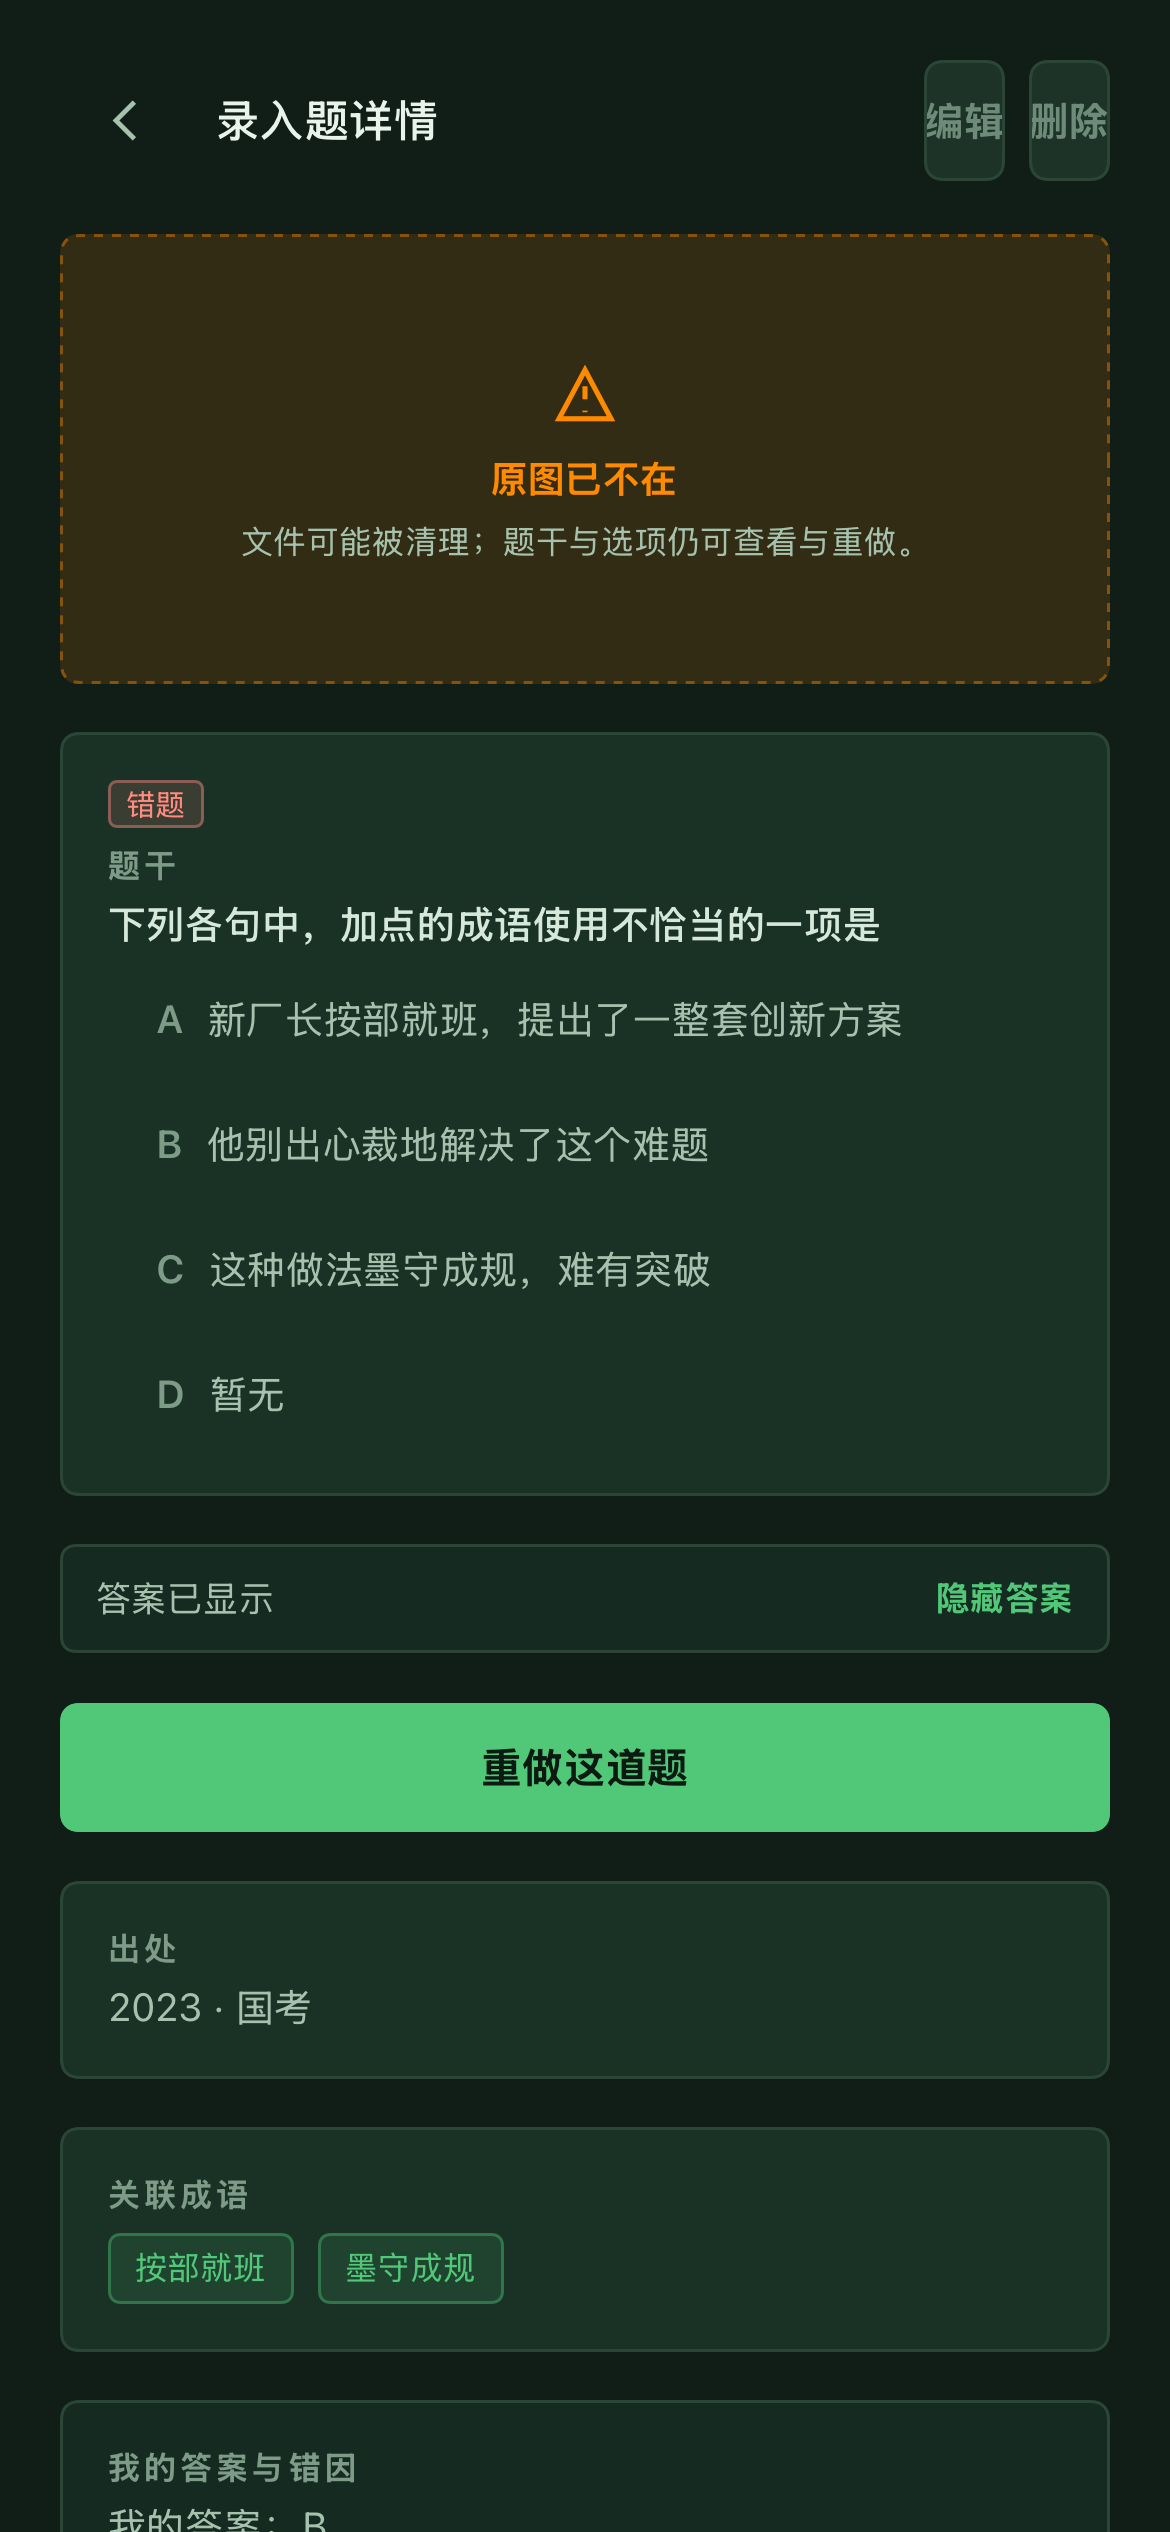 录入题详情
编辑
删除
原图已不在
文件可能被清理；题干与选项仍可查看与重做。
错题
题干
下列各句中，加点的成语使用不恰当的一项是
A 新厂长按部就班，提出了一整套创新方案
B 他别出心裁地解决了这个难题
C 这种做法墨守成规，难有突破
D 暂无
答案已显示
隐藏答案
重做这道题
出处
2023 · 国考
关联成语
按部就班
墨守成规
我的答案与错因
我的答案：B